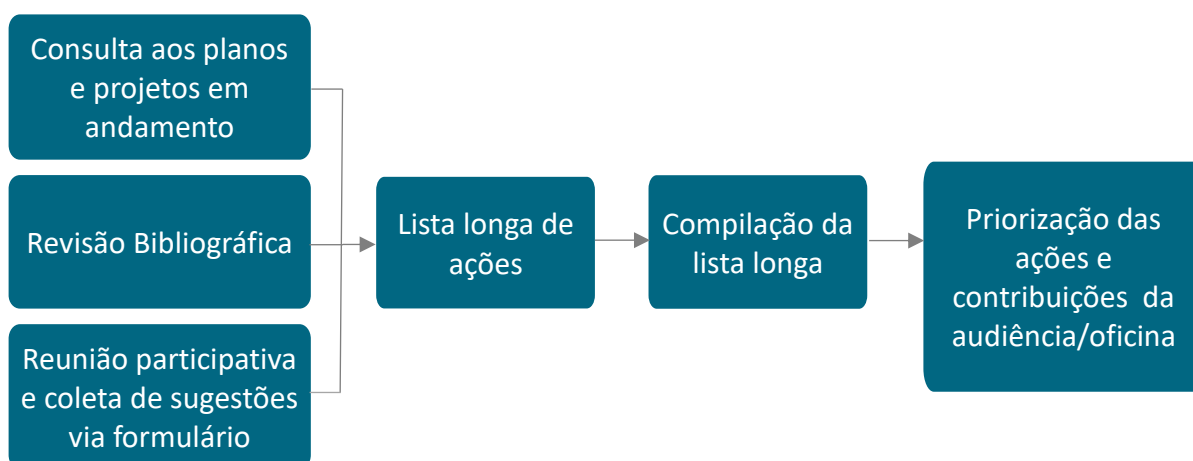 Consulta aos planos
e projetos em
andamento
Revisão Bibliográfica
Reunião participativa
e coleta de sugestões
via formulário
Lista longa de
ações
Compilação da
lista longa
Priorização das
ações e
contribuições da
audiência/oficina